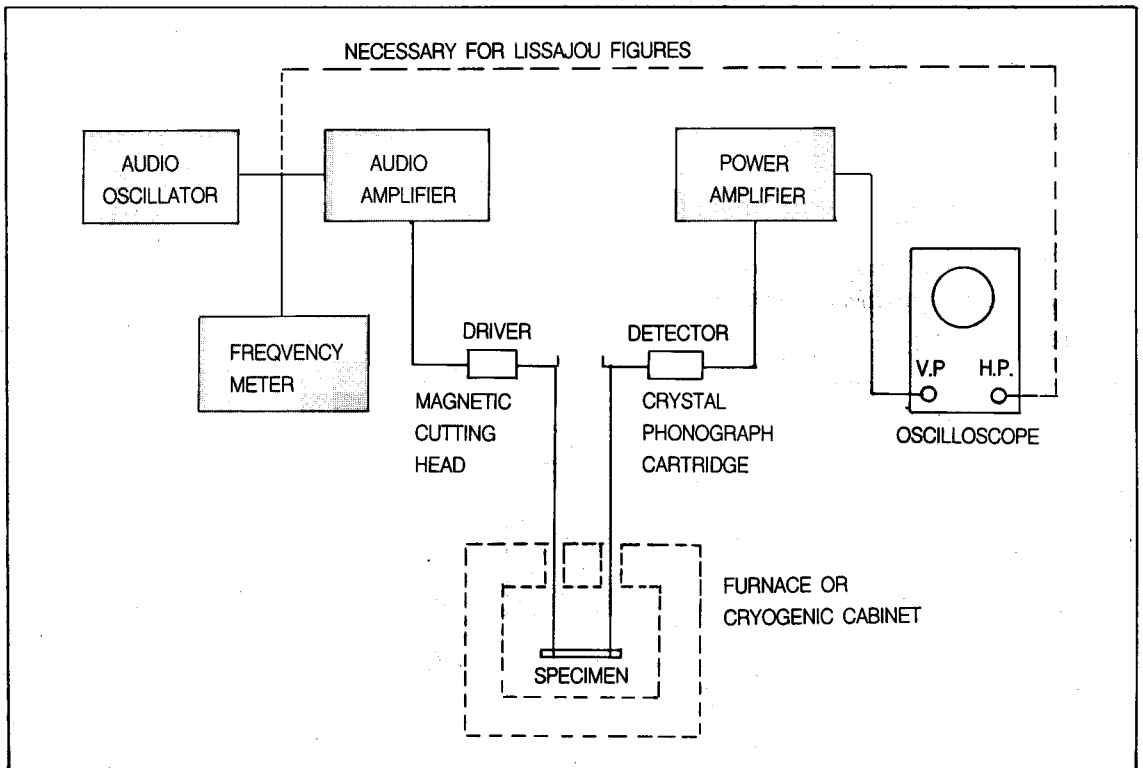 NECESSARY FOR LISSAJOU FIGURES
AUDIO
OSCILLATOR
AUDIO
AMPLIFIER
POWER
AMPLIFIER
FREQVENCY
METER
DRIVER
MAGNETIC
CUTTING
HEAD
DETECTOR
CRYSTAL
PHONOGRAPH
CARTRIDGE
V.P
H.P.
OSCILLOSCOPE
FURNACE OR
CRYOGENIC CABINET
SPECIMEN